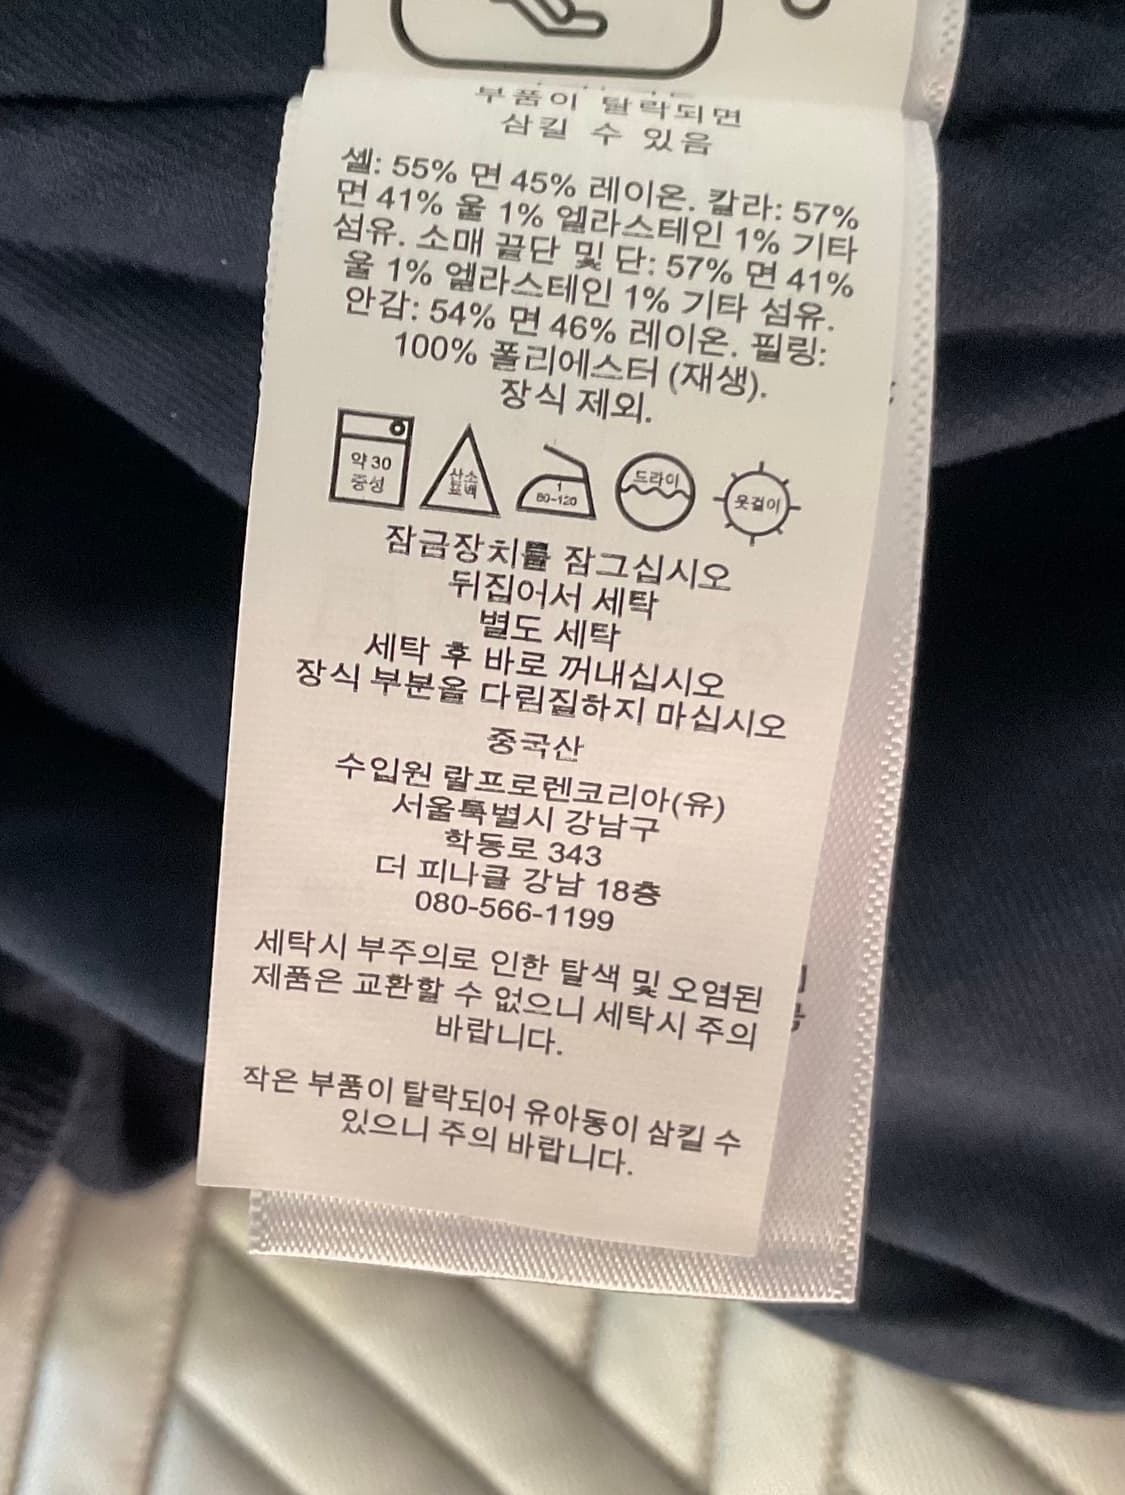 부품이 탈락되면
삼킬 수 있음
셸: 55% 면 45% 레이온. 칼라: 57%
면 41% 울 1% 엘라스테인 1% 기타
섬유. 소매 끝단 및 단: 57% 면 41%
울 1% 엘라스테인 1% 기타 섬유.
안감: 54% 면 46% 레이온. 필링:
100% 폴리에스터 (재생).
장식 제외.
약 30
중성
산소
표백
1
80~120
드라이
옷걸이
잠금장치를 잠그십시오
뒤집어서 세탁
별도 세탁
세탁 후 바로 꺼내십시오
장식 부분을 다림질하지 마십시오
중국산
수입원 랄프로렌코리아(유)
서울특별시 강남구
학동로 343
더 피나클 강남 18층
080-566-1199
세탁시 부주의로 인한 탈색 및 오염된
제품은 교환할 수 없으니 세탁시 주의
바랍니다.
작은 부품이 탈락되어 유아동이 삼킬 수
있으니 주의 바랍니다.